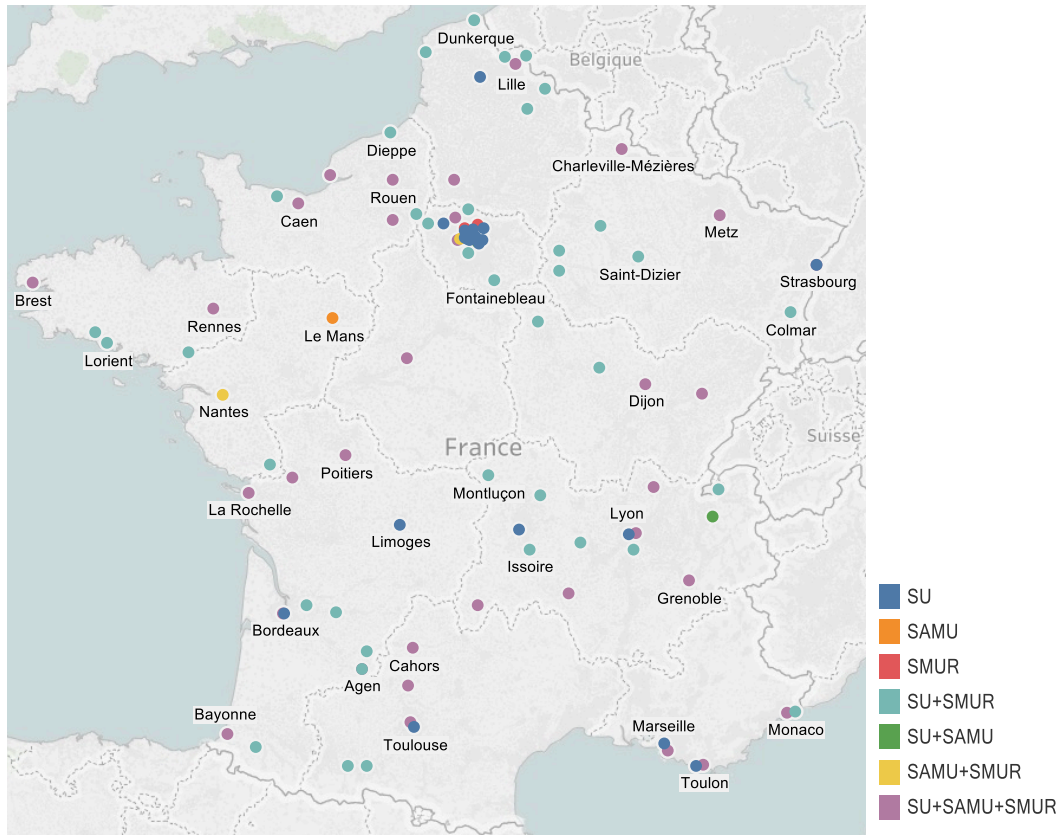 Dunkerque
Belgique
Lille
Dieppe
Charleville-Mézières
Rouen
Caen
Metz
Saint-Dizier
Strasbourg
Brest
Fontainebleau
Rennes
Le Mans
Colmar
Lorient
Dijon
Nantes
Suisse
France
Poitiers
Montluçon
La Rochelle
Lyon
Limoges
Issoire
Grenoble
Bordeaux
Cahors
Agen
Bayonne
Marseille
Monaco
Toulouse
Toulon
SU
SAMU
SMUR
SU+SMUR
SU+SAMU
SAMU+SMUR
SU+SAMU+SMUR